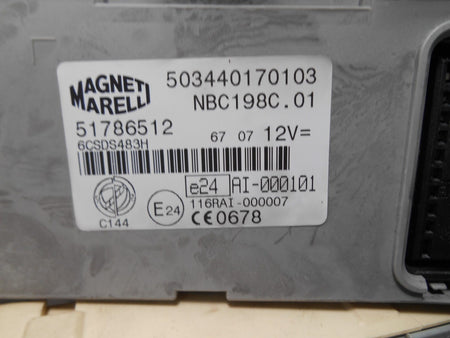 MAGNETI MARELLI
503440170103
NBC198C.01
51786512
6CSDS483H
67 07 12V=
e24 AI-000101
116RAI-000007
E24
CE0678
C144